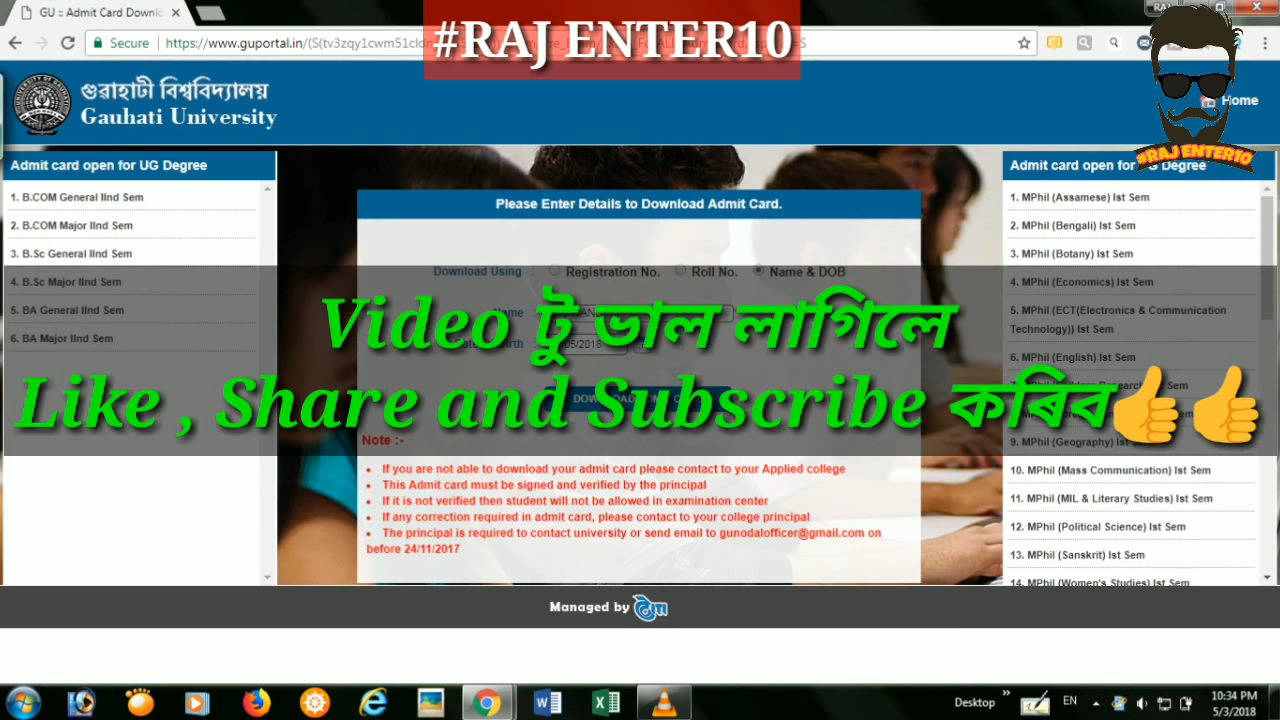 GU :: Admit Card Downlo
RAJ
#RAJ ENTER10
Secure
https://www.guportal.in/(S(tv3zqy1cwm51cldn
গুৱাহাটী বিশ্ববিদ্যালয়
Gauhati University
Home
#RAJ ENTER10
Admit card open for UG Degree
1. B.COM General IInd Sem
2. B.COM Major IInd Sem
3. B.Sc General IInd Sem
4. B.Sc Major IInd Sem
5. BA General IInd Sem
6. BA Major IInd Sem
Please Enter Details to Download Admit Card.
Download Using : Registration No. Roll No. Name & DOB
Video টু ভাল লাগিলে
Like , Share and Subscribe কৰিব👍👍
Note :-
If you are not able to download your admit card please contact to your Applied college
This Admit card must be signed and verified by the principal
If it is not verified then student will not be allowed in examination center
If any correction required in admit card, please contact to your college principal
The principal is required to contact university or send email to gunodalofficer@gmail.com on
before 24/11/2017
Admit card open for Degree
1. MPhil (Assamese) Ist Sem
2. MPhil (Bengali) Ist Sem
3. MPhil (Botany) Ist Sem
4. MPhil (Economics) Ist Sem
5. MPhil (ECT(Electronics & Communication
Technology)) Ist Sem
6. MPhil (English) Ist Sem
9. MPhil (Geography) Ist
10. MPhil (Mass Communication) Ist Sem
11. MPhil (MIL & Literary Studies) Ist Sem
12. MPhil (Political Science) Ist Sem
13. MPhil (Sanskrit) Ist Sem
14. MPhil (Women's Studies) Ist Sem
Managed by
Desktop
EN
10:34 PM
5/3/2018